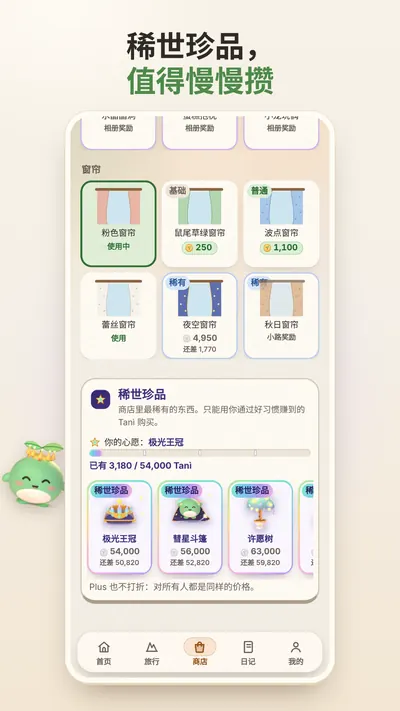 稀世珍品，
值得慢慢攒
相册奖励
相册奖励
相册奖励
窗帘
粉色窗帘
使用中
基础
鼠尾草绿窗帘
250
普通
波点窗帘
1,100
蕾丝窗帘
使用
稀有
夜空窗帘
4,950
还差 1,770
稀有
秋日窗帘
小路奖励
稀世珍品
商店里最稀有的东西。只能用你通过好习惯赚到的
Tani 购买。
你的心愿：极光王冠
已有 3,180 / 54,000 Tani
稀世珍品
极光王冠
54,000
还差 50,820
稀世珍品
彗星斗篷
56,000
还差 52,820
稀世珍品
许愿树
63,000
还差 59,820
Plus 也不打折：对所有人都是同样的价格。
首页
旅行
商店
日记
我的